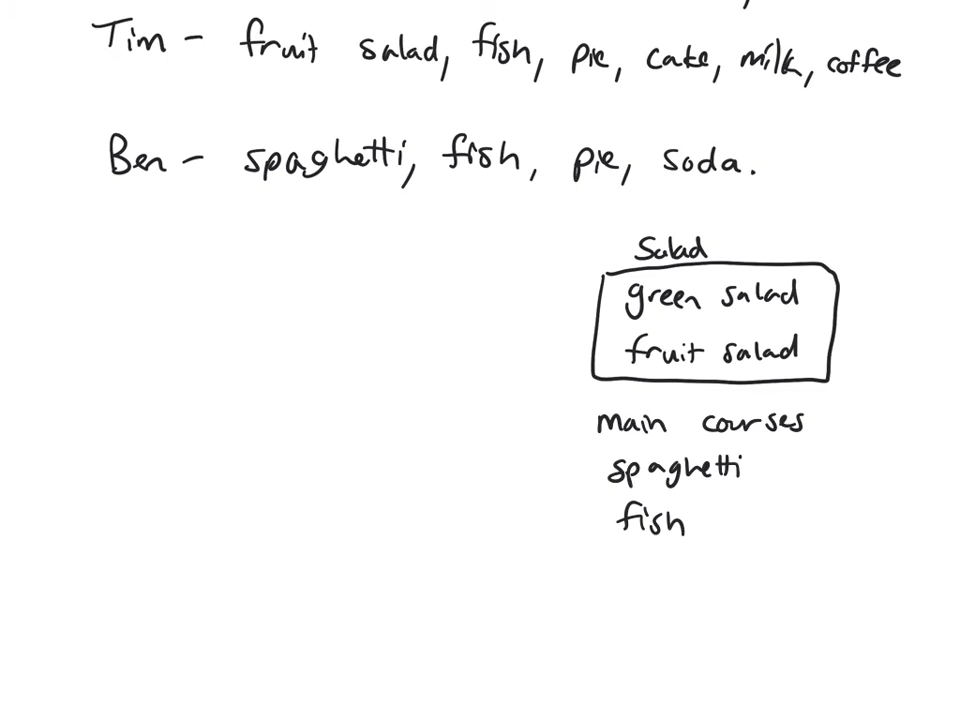 Tim - fruit salad, fish, pie, cake, milk, coffee
Ben - spaghetti, fish, pie, soda.
Salad
green salad
fruit salad
main courses
spaghetti
fish